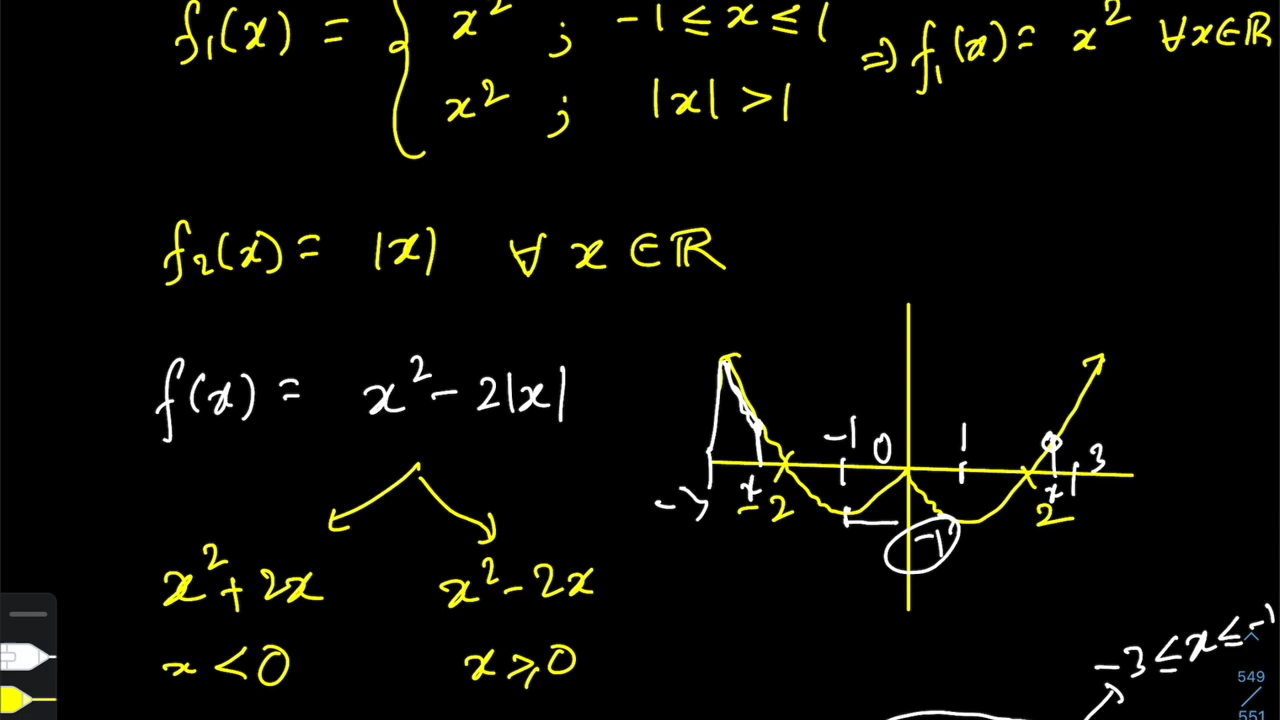 f₁(x) = { x² ; -1 ≤ x ≤ 1
x² ; |x| > 1
⇒ f₁(x) = x² ∀x∈ℝ
f₂(x) = |x| ∀ x ∈ ℝ
f(x) = x² - 2|x|
x² + 2x
x < 0
x² - 2x
x ≥ 0
-1 0 1 3
-3 x -2 x 2
-1
-3 ≤ x ≤ -1
549
551